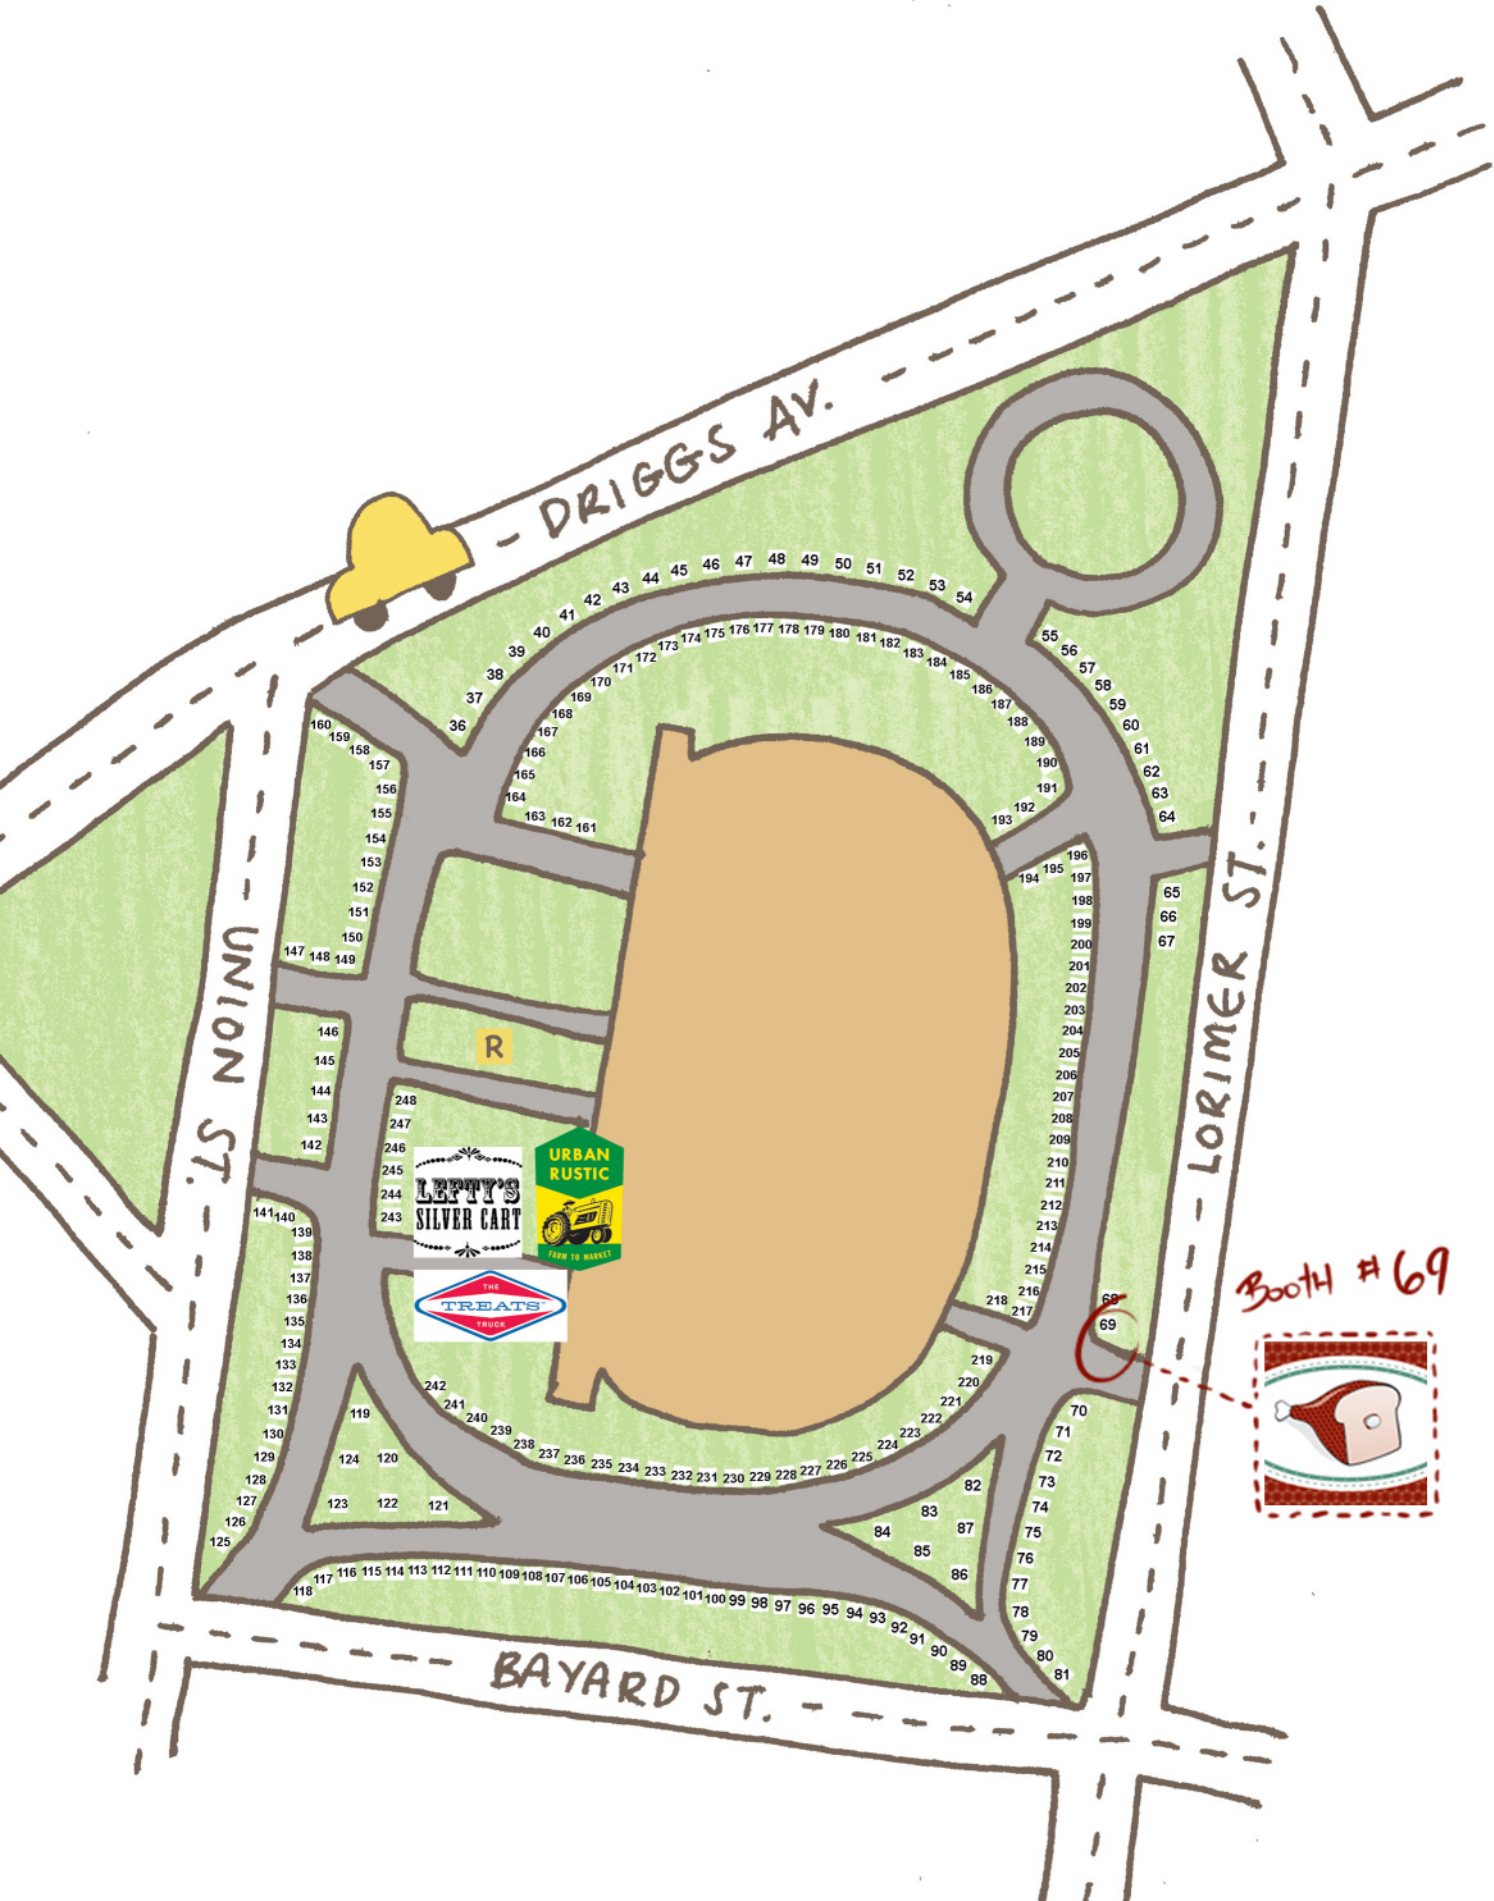 DRIGGS AV.
UNION ST.
LORIMER ST.
BAYARD ST.
36 37 38 39 40 41 42 43 44 45 46 47 48 49 50 51 52 53 54
55 56 57 58 59 60 61 62 63 64
65
66
67
68
69
Booth #69
70 71 72 73 74 75 76 77 78 79 80 81
82
83
84
87
85
86
118 117 116 115 114 113 112 111 110 109 108 107 106 105 104 103 102 101 100 99 98 97 96 95 94 93 92 91 90 89 88
119
124 120
123 122 121
141 140 139 138 137 136 135 134 133 132 131 130 129 128 127 126 125
146
145
144
143
142
160 159 158 157 156 155 154 153 152 151 150
147 148 149
163 162 161
164 165 166 167 168 169 170 171 172 173 174 175 176 177 178 179 180 181 182 183 184 185 186 187 188 189 190 191 192 193
194 195 196 197 198 199 200 201 202 203 204 205 206 207 208 209 210 211 212 213 214 215 216 217 218
242 241 240 239 238 237 236 235 234 233 232 231 230 229 228 227 226 225 224 223 222 221 220 219
R
248
247
246
245
244
243
LEFTY'S
SILVER CART
URBAN
RUSTIC
FARM TO MARKET
THE
TREATS™
TRUCK